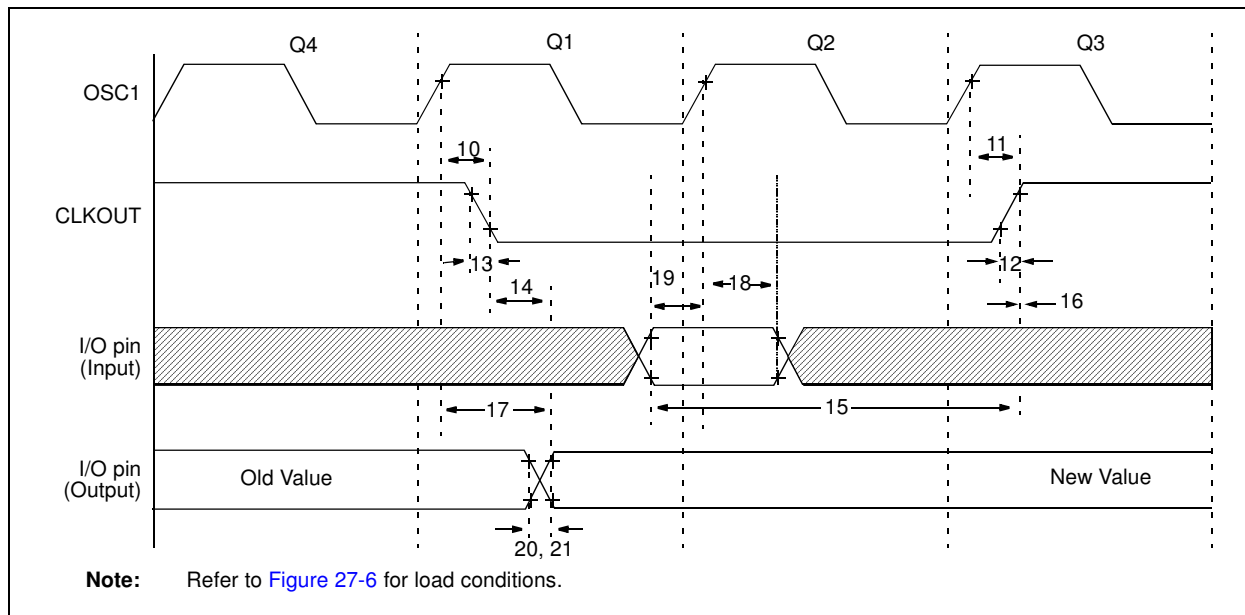 Q4 Q1 Q2 Q3
OSC1
10 11
CLKOUT
13 12
14 19 18 16
I/O pin
(Input)
17 15
I/O pin
(Output)
Old Value New Value
20, 21
Note: Refer to Figure 27-6 for load conditions.